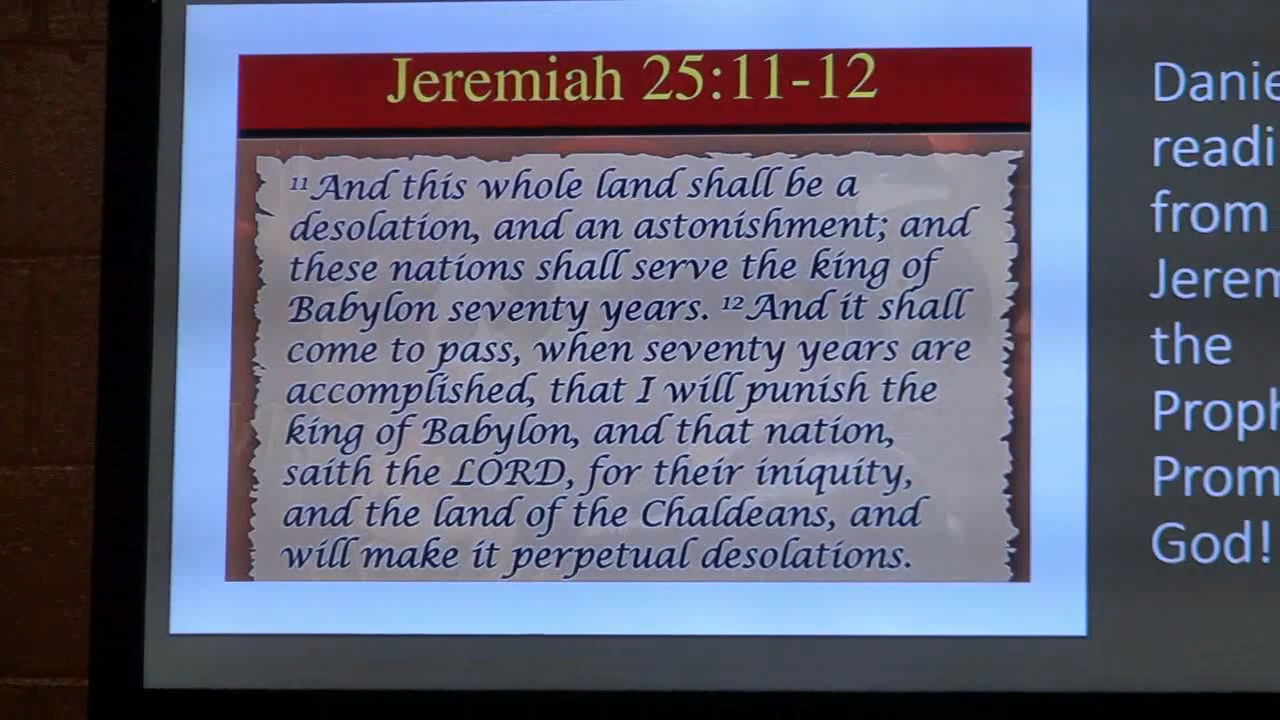 Jeremiah 25:11-12
11 And this whole land shall be a
desolation, and an astonishment; and
these nations shall serve the king of
Babylon seventy years. 12 And it shall
come to pass, when seventy years are
accomplished, that I will punish the
king of Babylon, and that nation,
saith the LORD, for their iniquity,
and the land of the Chaldeans, and
will make it perpetual desolations.
from
the
God!